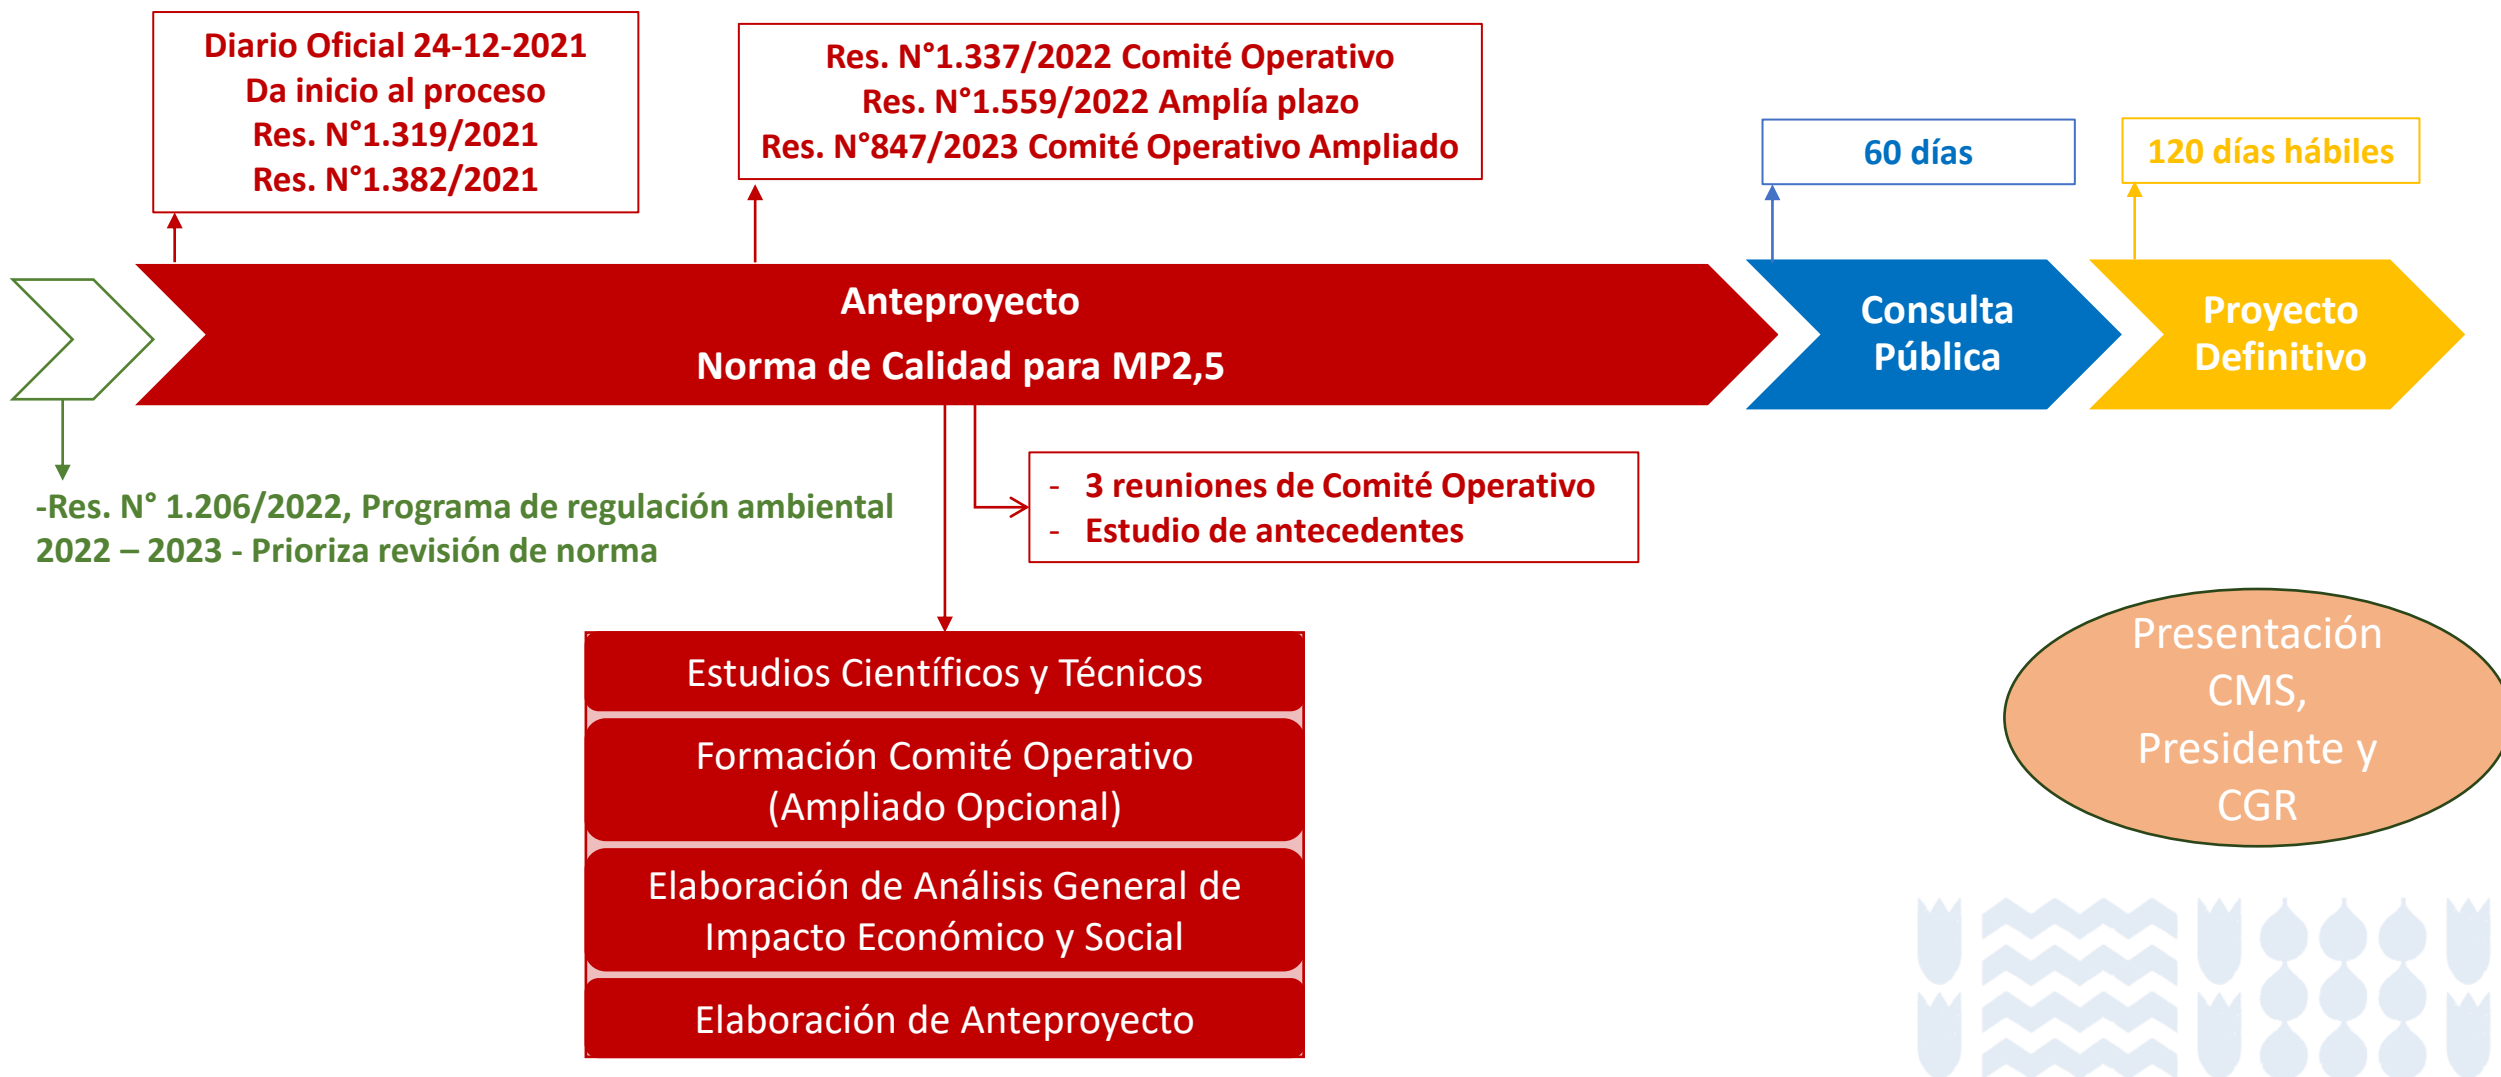 Diario Oficial 24-12-2021
Da inicio al proceso
Res. N°1.319/2021
Res. N°1.382/2021
Res. N°1.337/2022 Comité Operativo
Res. N°1.559/2022 Amplía plazo
Res. N°847/2023 Comité Operativo Ampliado
60 días
120 días hábiles
Anteproyecto
Norma de Calidad para MP2,5
Consulta
Pública
Proyecto
Definitivo
-Res. N° 1.206/2022, Programa de regulación ambiental
2022 – 2023 - Prioriza revisión de norma
- 3 reuniones de Comité Operativo
- Estudio de antecedentes
Estudios Científicos y Técnicos
Formación Comité Operativo
(Ampliado Opcional)
Elaboración de Análisis General de
Impacto Económico y Social
Elaboración de Anteproyecto
Presentación
CMS,
Presidente y
CGR